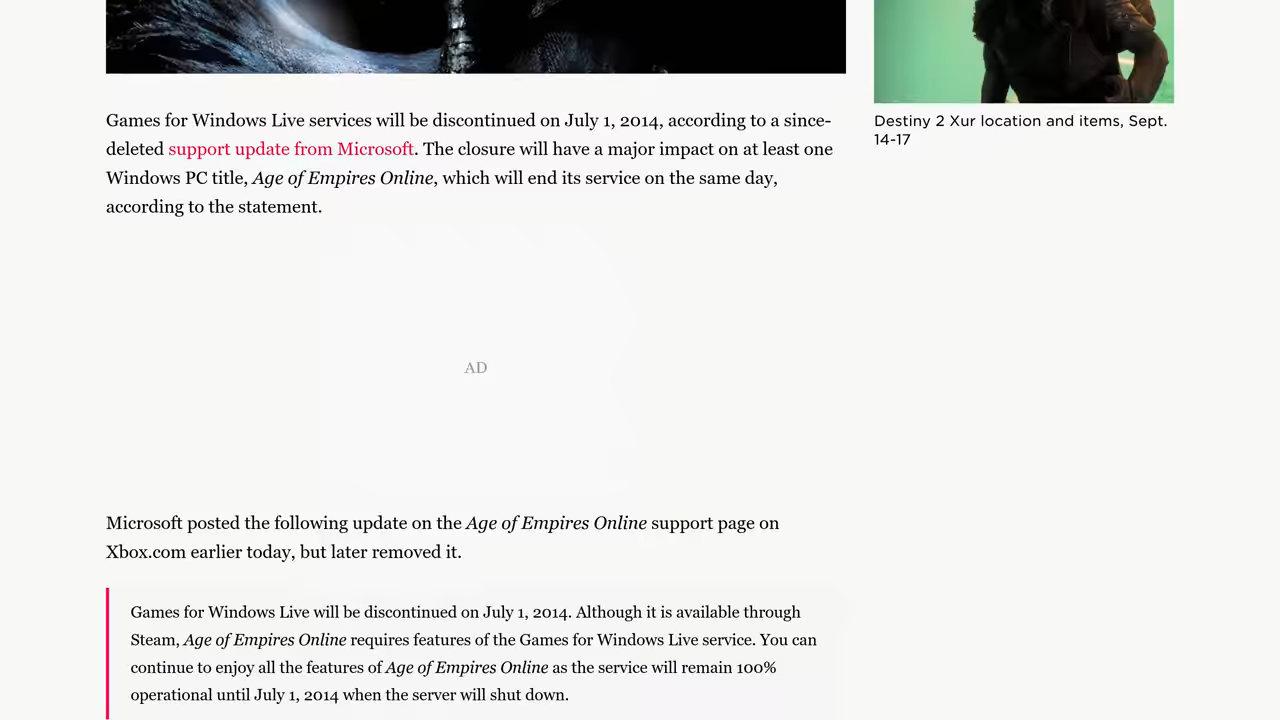 Games for Windows Live services will be discontinued on July 1, 2014, according to a since-
deleted support update from Microsoft. The closure will have a major impact on at least one
Windows PC title, Age of Empires Online, which will end its service on the same day,
according to the statement.
AD
Microsoft posted the following update on the Age of Empires Online support page on
Xbox.com earlier today, but later removed it.
Games for Windows Live will be discontinued on July 1, 2014. Although it is available through
Steam, Age of Empires Online requires features of the Games for Windows Live service. You can
continue to enjoy all the features of Age of Empires Online as the service will remain 100%
operational until July 1, 2014 when the server will shut down.
Destiny 2 Xur location and items, Sept.
14-17